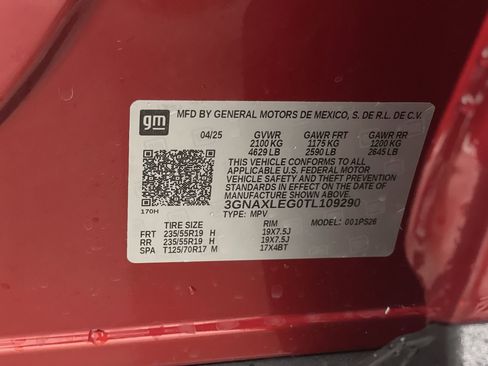 gm
MFD BY GENERAL MOTORS DE MEXICO, S. DE R.L. DE C.V.
04/25 GVWR GAWR FRT GAWR RR
2100 KG 1175 KG 1200 KG
4629 LB 2590 LB 2645 LB
THIS VEHICLE CONFORMS TO ALL
APPLICABLE U.S. FEDERAL MOTOR
VEHICLE SAFETY AND THEFT PREVENTION
STANDARDS IN EFFECT ON THE DATE OF
MANUFACTURE SHOWN ABOVE.
3GNAXLEG0TL109290
170H TYPE: MPV MODEL: 001PS26
TIRE SIZE RIM
FRT 235/55R19 H 19X7.5J
RR 235/55R19 H 19X7.5J
SPA T125/70R17 M 17X4BT